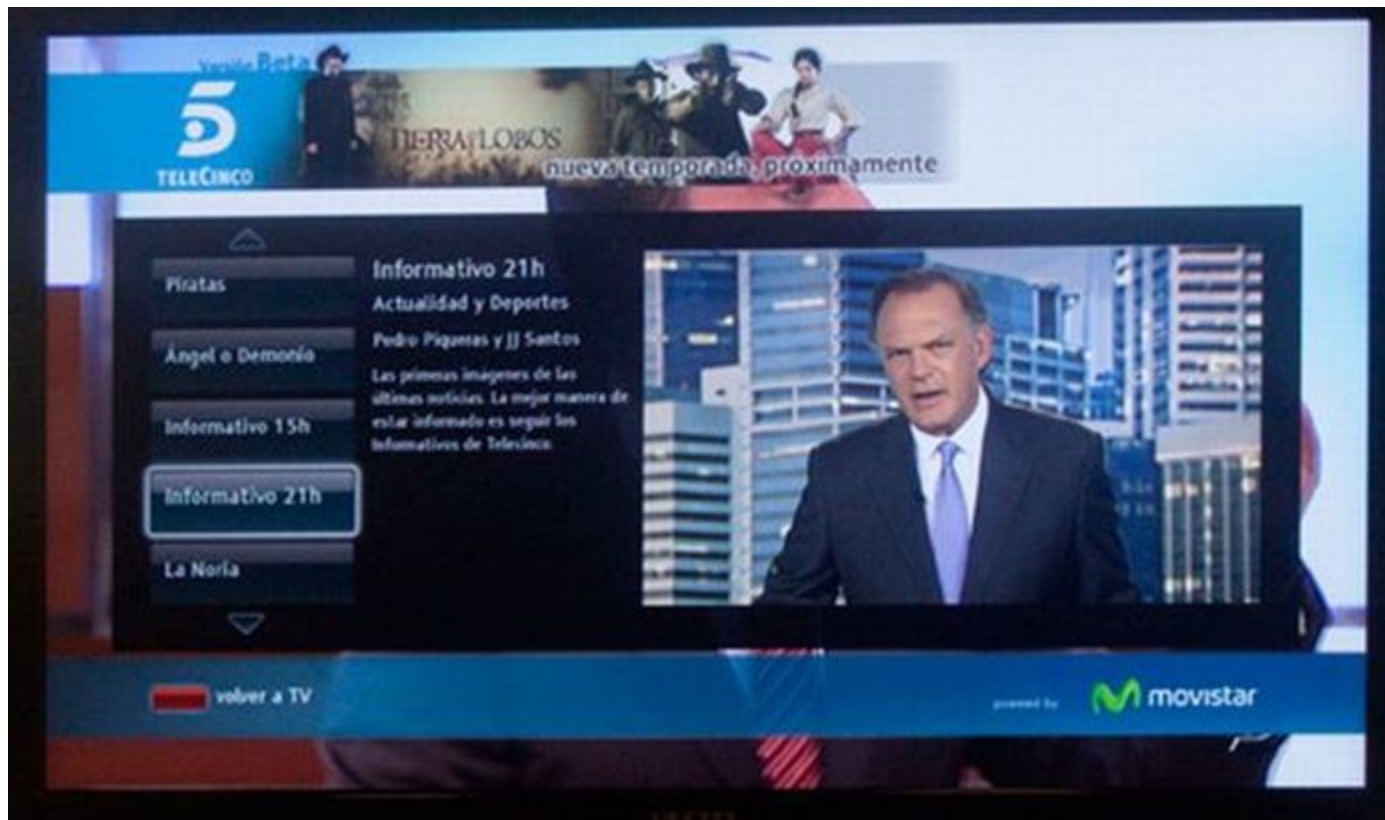 Versión Beta
5
TELECINCO
TIERRA DE LOBOS
nueva temporada, próximamente
Piratas
Ángel o Demonio
Informativo 15h
Informativo 21h
La Noria
Informativo 21h
Actualidad y Deportes
Pedro Piqueras y JJ Santos
Las primeras imagenes de las
últimas noticias. La mejor manera de
estar informado es seguir los
Informativos de Telecinco.
volver a TV
powered by
movistar